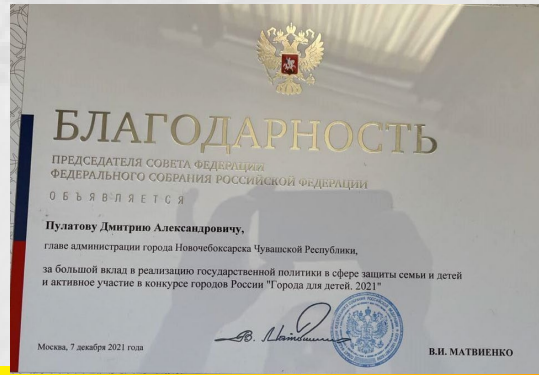 БЛАГОДАРНОСТЬ
ПРЕДСЕДАТЕЛЯ СОВЕТА ФЕДЕРАЦИИ
ФЕДЕРАЛЬНОГО СОБРАНИЯ РОССИЙСКОЙ ФЕДЕРАЦИИ
ОБЪЯВЛЯЕТСЯ
Пулатову Дмитрию Александровичу,
главе администрации города Новочебоксарска Чувашской Республики,
за большой вклад в реализацию государственной политики в сфере защиты семьи и детей
и активное участие в конкурсе городов России "Города для детей. 2021"
Москва, 7 декабря 2021 года
В.И. МАТВИЕНКО